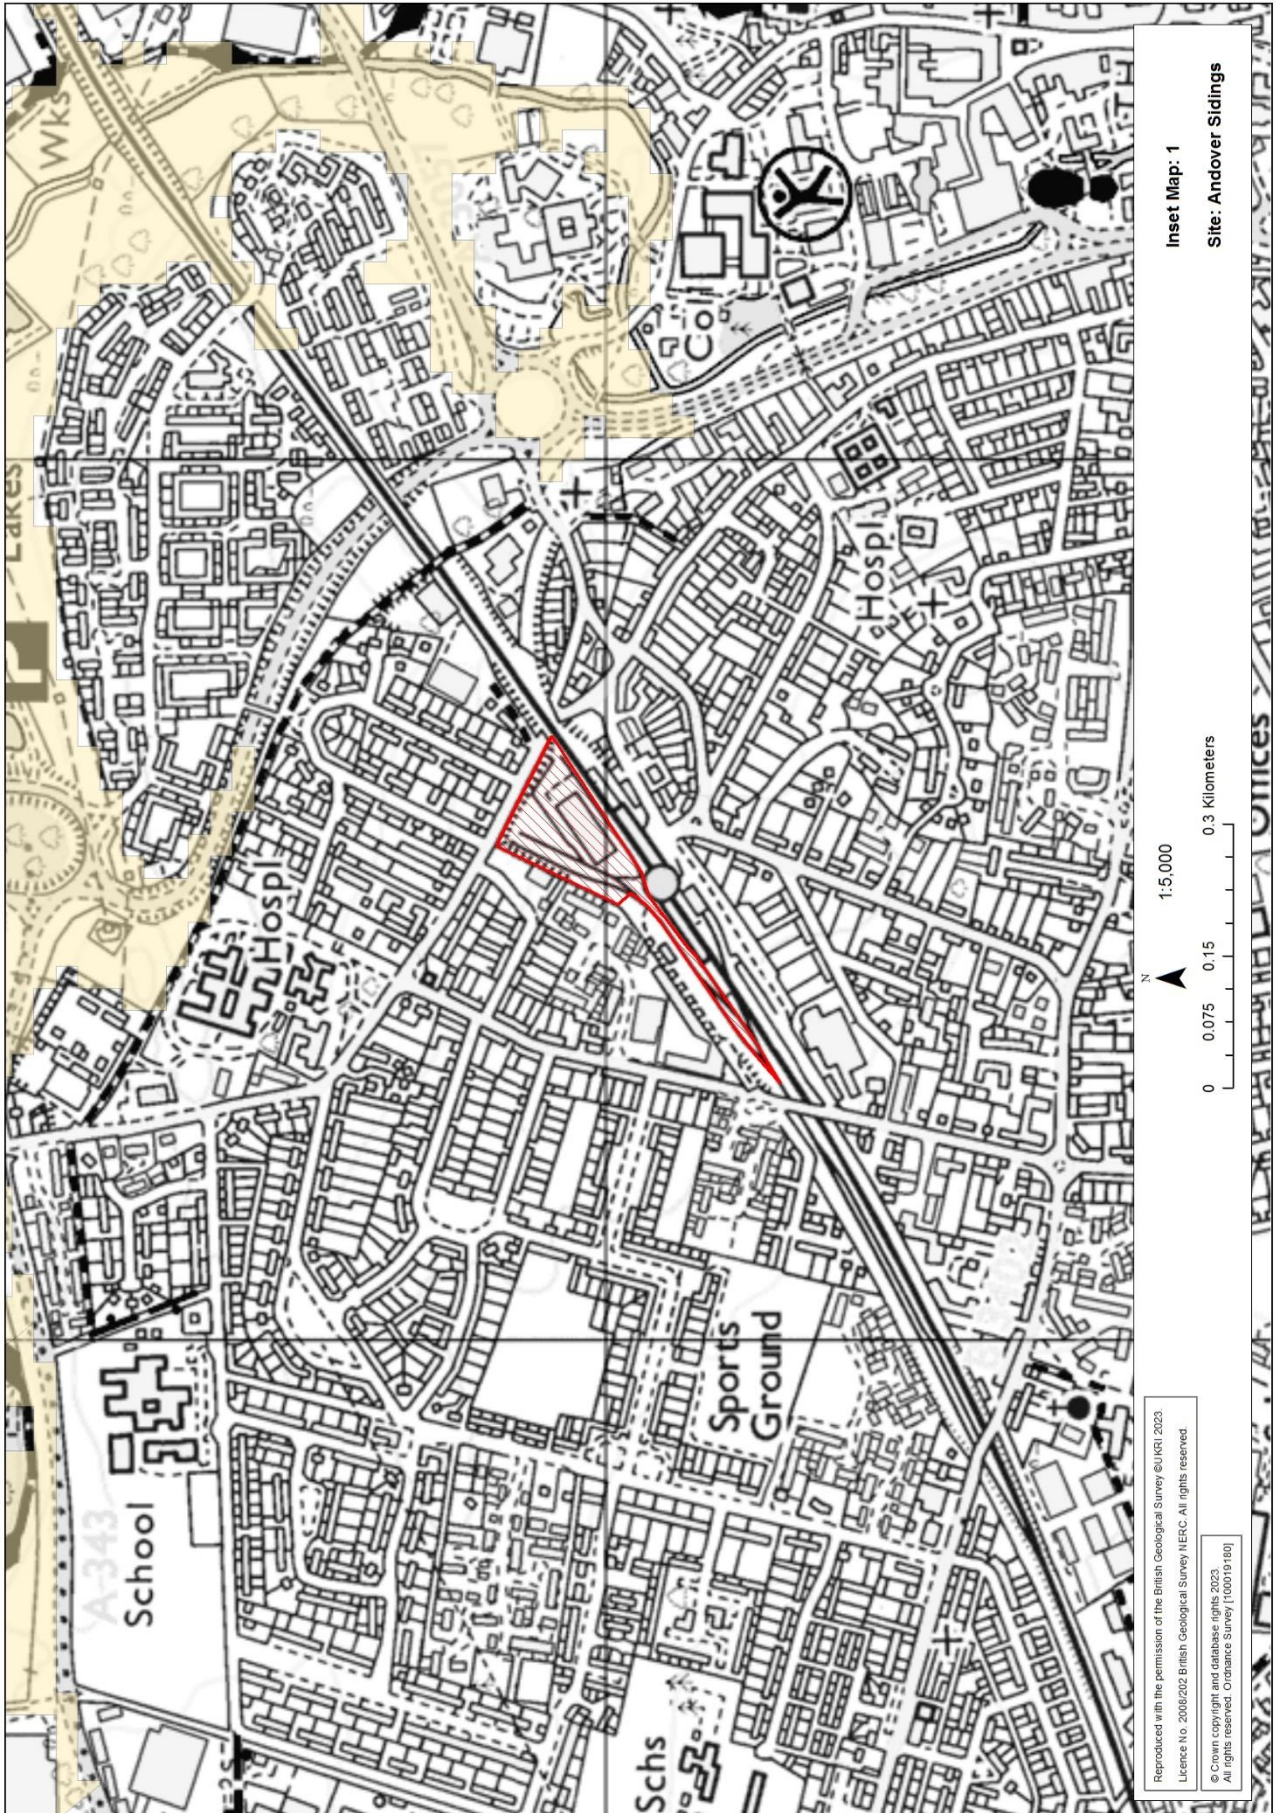 Lakes
P
Wks
A-343
School
Hospl
Coll
Hospl
Sports
Ground
B3402
Schs
Offices
Inset Map: 1
Site: Andover Sidings
1:5,000
N
0 0.075 0.15 0.3 Kilometers
Reproduced with the permission of the British Geological Survey ©UKRI 2023.
Licence No. 2008/202 British Geological Survey NERC. All rights reserved.
© Crown copyright and database rights 2023.
All rights reserved. Ordnance Survey [100019180]